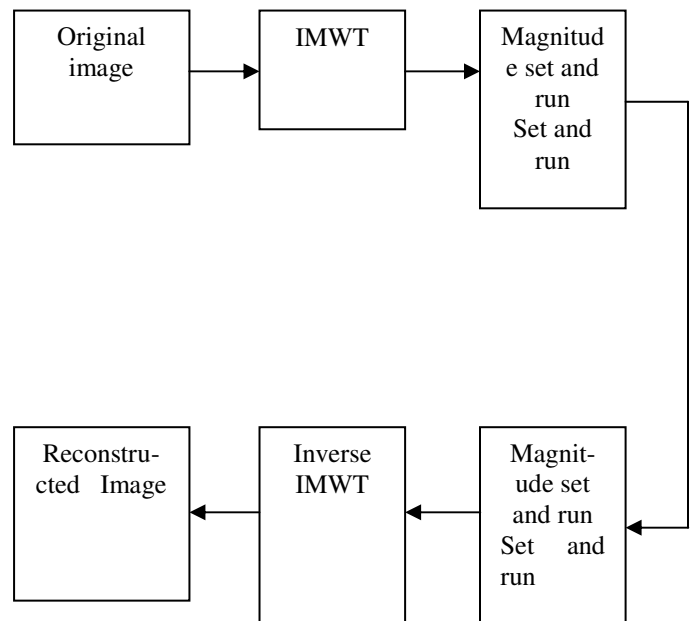 Original
image
IMWT
Magnitud
e set and
run
Set and
run
Reconstru-
cted Image
Inverse
IMWT
Magnit-
ude set
and run
Set and
run